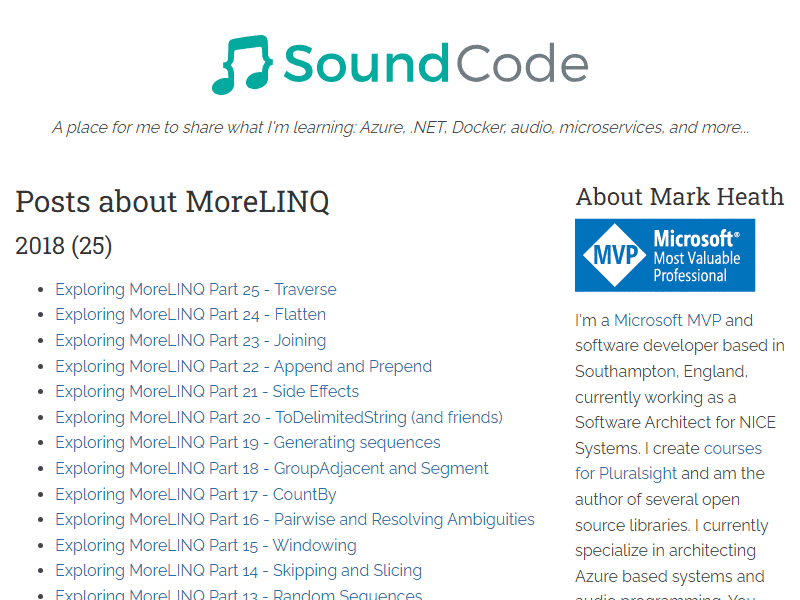 SoundCode
A place for me to share what I'm learning: Azure, .NET, Docker, audio, microservices, and more...
Posts about MoreLINQ
2018 (25)
Exploring MoreLINQ Part 25 - Traverse
Exploring MoreLINQ Part 24 - Flatten
Exploring MoreLINQ Part 23 - Joining
Exploring MoreLINQ Part 22 - Append and Prepend
Exploring MoreLINQ Part 21 - Side Effects
Exploring MoreLINQ Part 20 - ToDelimitedString (and friends)
Exploring MoreLINQ Part 19 - Generating sequences
Exploring MoreLINQ Part 18 - GroupAdjacent and Segment
Exploring MoreLINQ Part 17 - CountBy
Exploring MoreLINQ Part 16 - Pairwise and Resolving Ambiguities
Exploring MoreLINQ Part 15 - Windowing
Exploring MoreLINQ Part 14 - Skipping and Slicing
Exploring MoreLINQ Part 13 - Random Sequences
About Mark Heath
MVP
Microsoft®
Most Valuable
Professional
I'm a Microsoft MVP and
software developer based in
Southampton, England,
currently working as a
Software Architect for NICE
Systems. I create courses
for Pluralsight and am the
author of several open
source libraries. I currently
specialize in architecting
Azure based systems and
audio programming. You